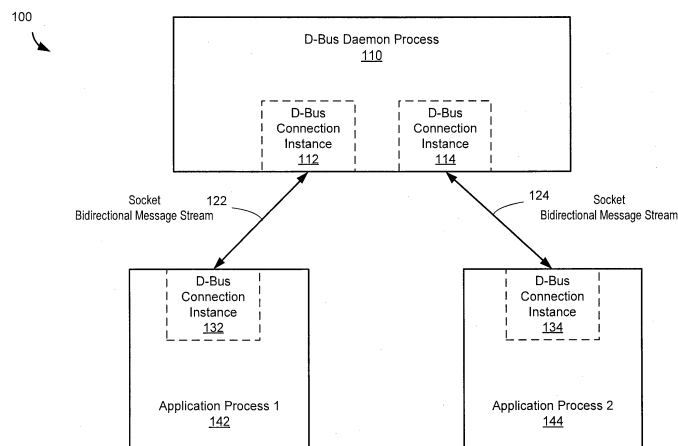 100
D-Bus Daemon Process
110
D-Bus
Connection
Instance
112
D-Bus
Connection
Instance
114
Socket
Bidirectional Message Stream
122
124
Socket
Bidirectional Message Stream
D-Bus
Connection
Instance
132
Application Process 1
142
D-Bus
Connection
Instance
134
Application Process 2
144